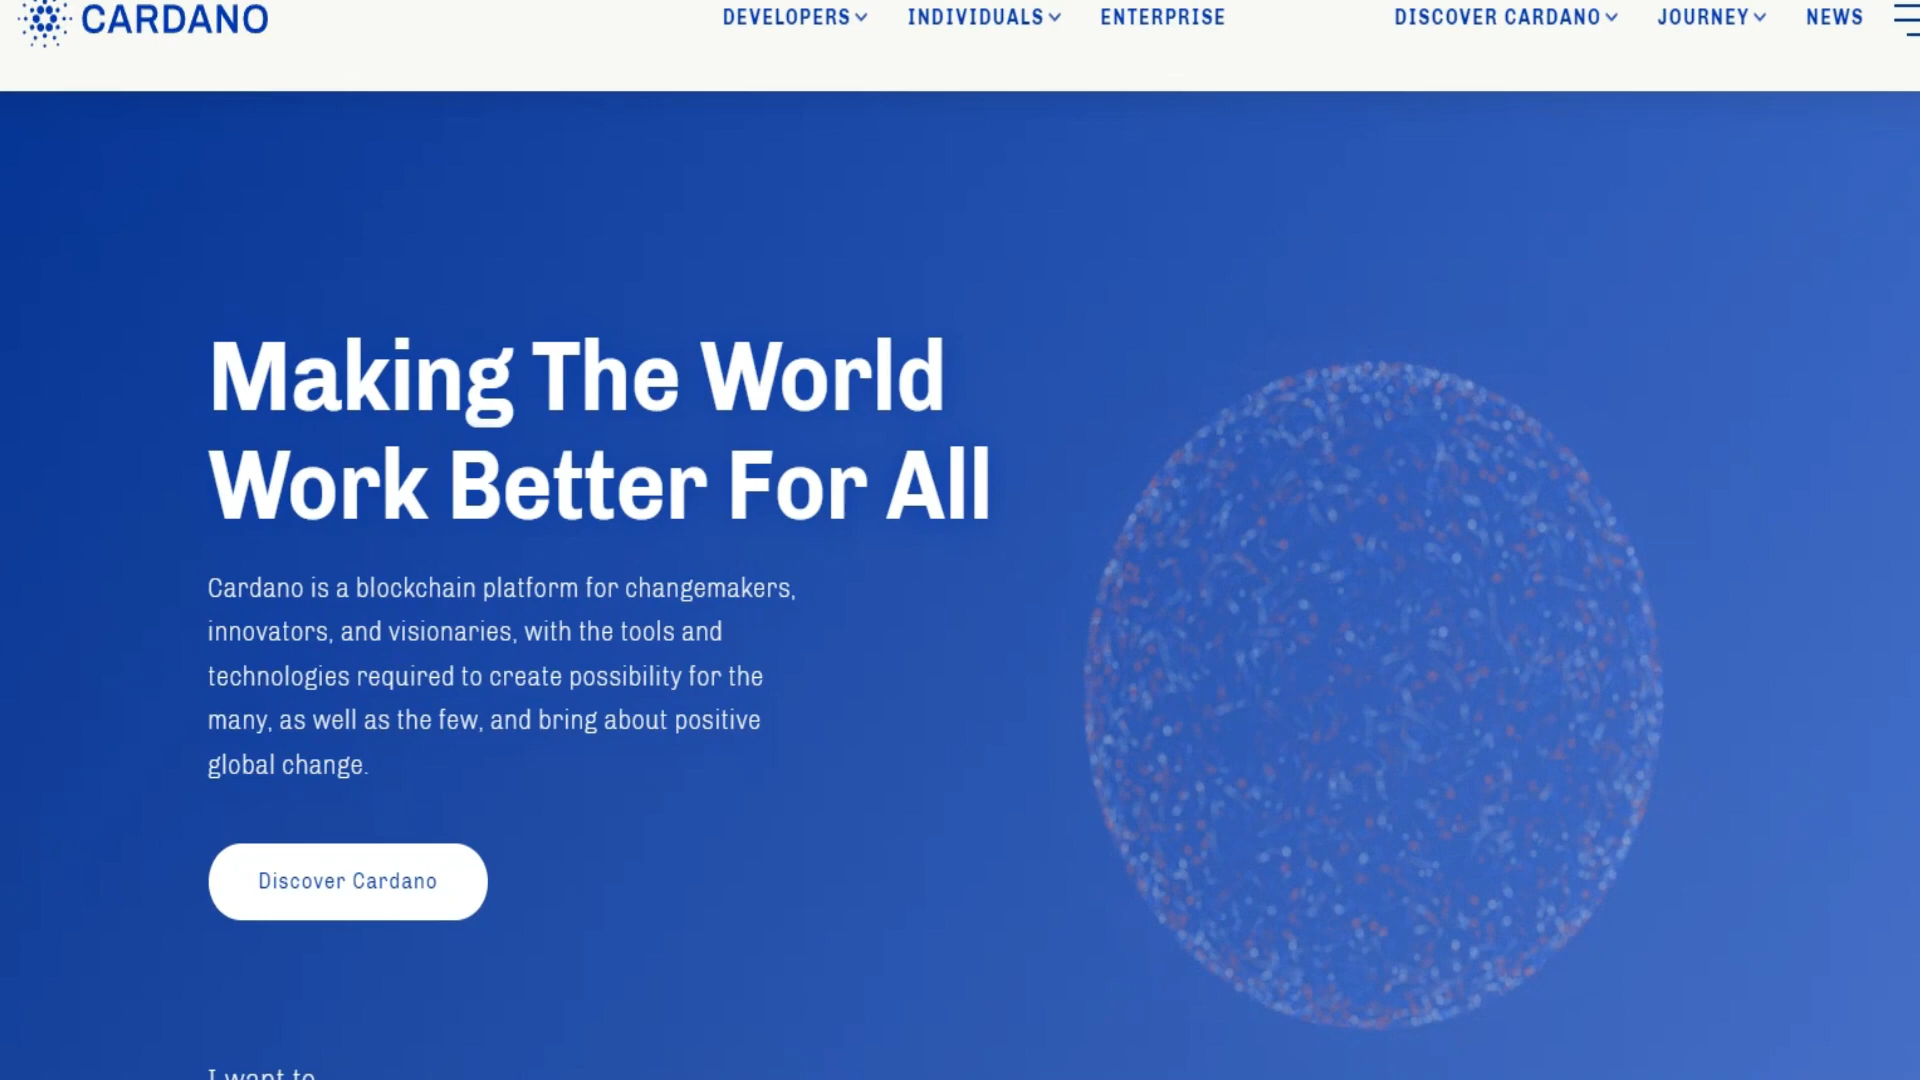 CARDANO
DEVELOPERS INDIVIDUALS ENTERPRISE DISCOVER CARDANO JOURNEY NEWS
Making The World
Work Better For All
Cardano is a blockchain platform for changemakers,
innovators, and visionaries, with the tools and
technologies required to create possibility for the
many, as well as the few, and bring about positive
global change.
Discover Cardano
I want to